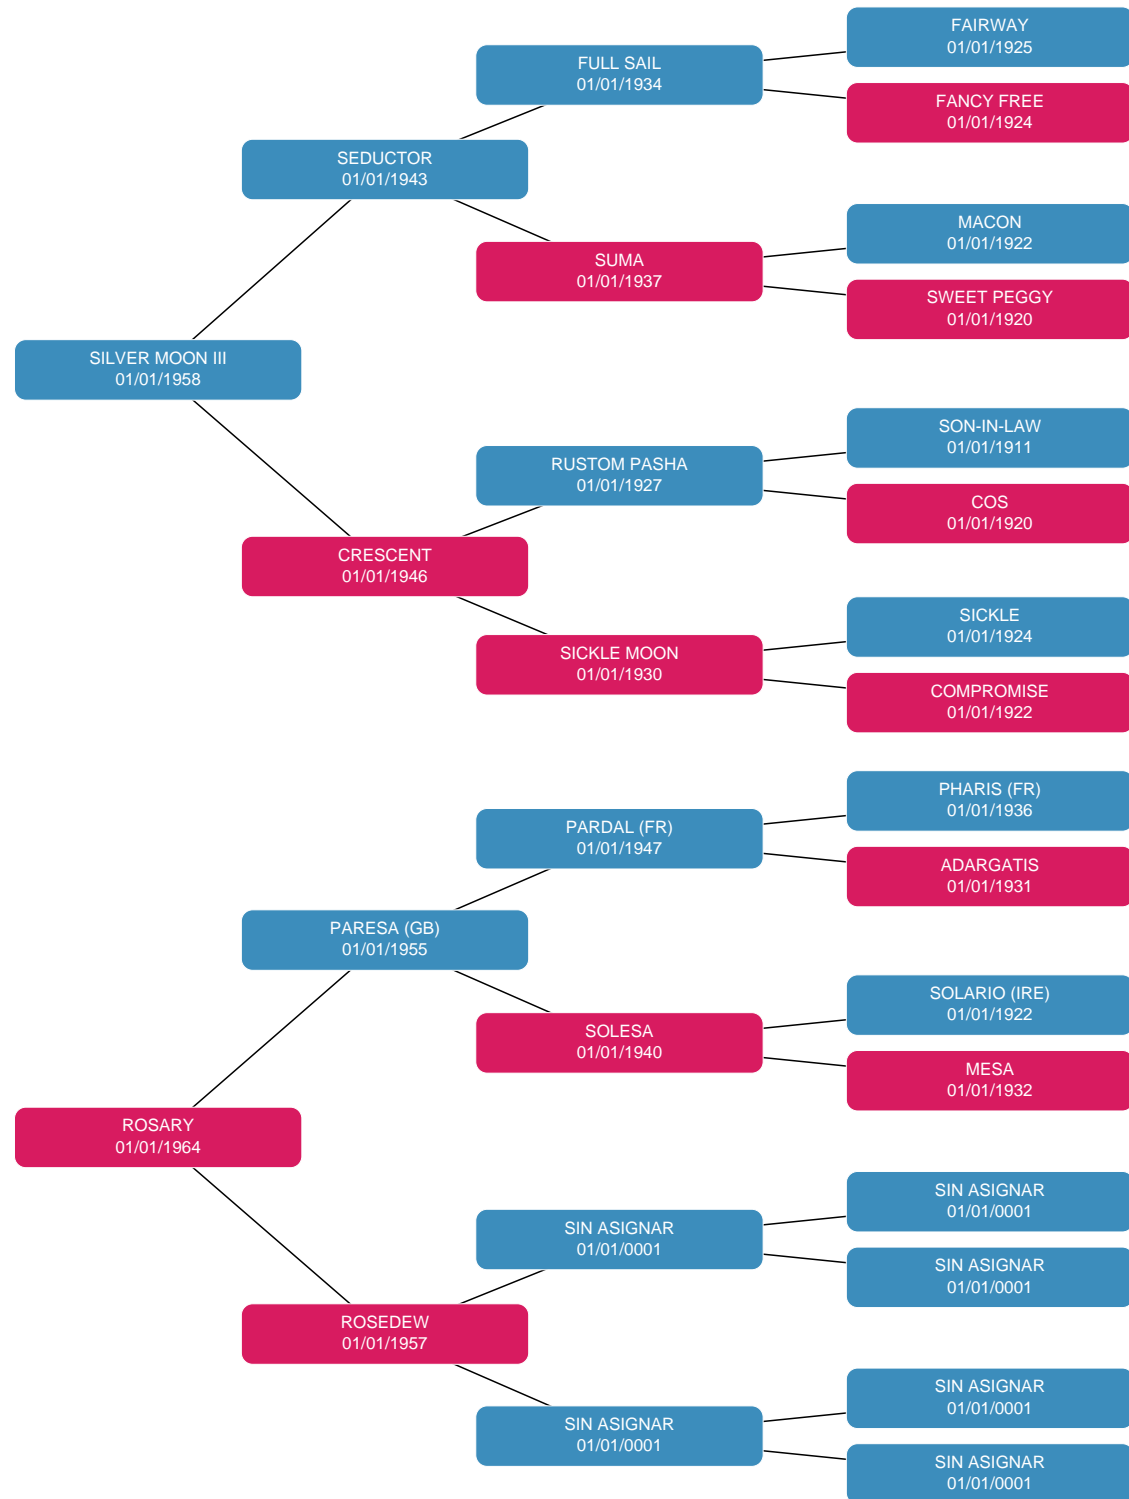 FAIRWAY
01/01/1925
FULL SAIL
01/01/1934
FANCY FREE
01/01/1924
SEDUCTOR
01/01/1943
MACON
01/01/1922
SUMA
01/01/1937
SWEET PEGGY
01/01/1920
SILVER MOON III
01/01/1958
SON-IN-LAW
01/01/1911
RUSTOM PASHA
01/01/1927
COS
01/01/1920
CRESCENT
01/01/1946
SICKLE
01/01/1924
SICKLE MOON
01/01/1930
COMPROMISE
01/01/1922
PHARIS (FR)
01/01/1936
PARDAL (FR)
01/01/1947
ADARGATIS
01/01/1931
PARESA (GB)
01/01/1955
SOLARIO (IRE)
01/01/1922
SOLESA
01/01/1940
MESA
01/01/1932
ROSARY
01/01/1964
SIN ASIGNAR
01/01/0001
SIN ASIGNAR
01/01/0001
SIN ASIGNAR
01/01/0001
ROSEDEW
01/01/1957
SIN ASIGNAR
01/01/0001
SIN ASIGNAR
01/01/0001
SIN ASIGNAR
01/01/0001